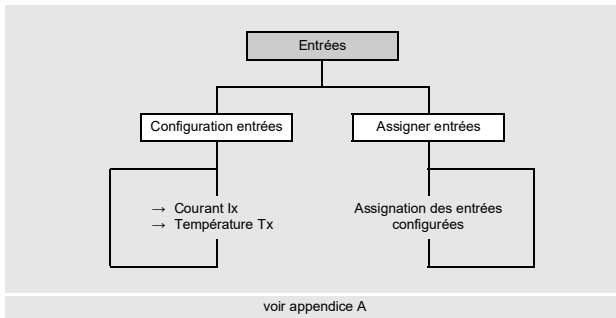 Entrées
Configuration entrées
Assigner entrées
→ Courant Ix
→ Température Tx
Assignation des entrées
configurées
voir appendice A